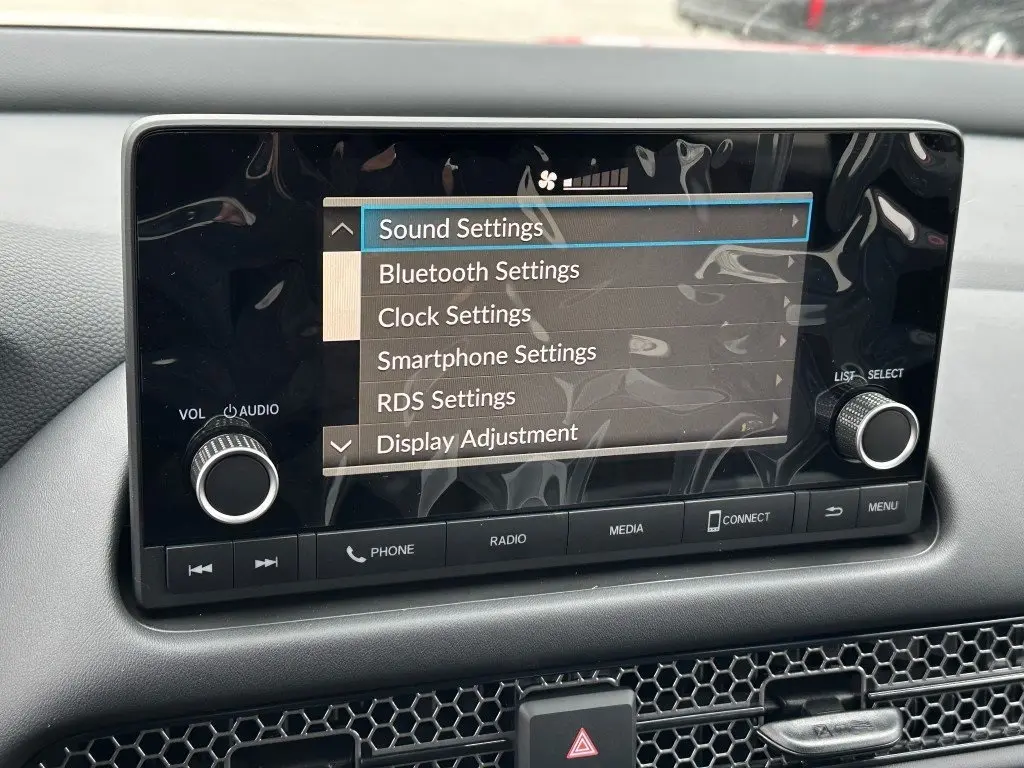 Sound Settings
Bluetooth Settings
Clock Settings
Smartphone Settings
RDS Settings
Display Adjustment
VOL AUDIO
LIST SELECT
PHONE
RADIO
MEDIA
CONNECT
MENU